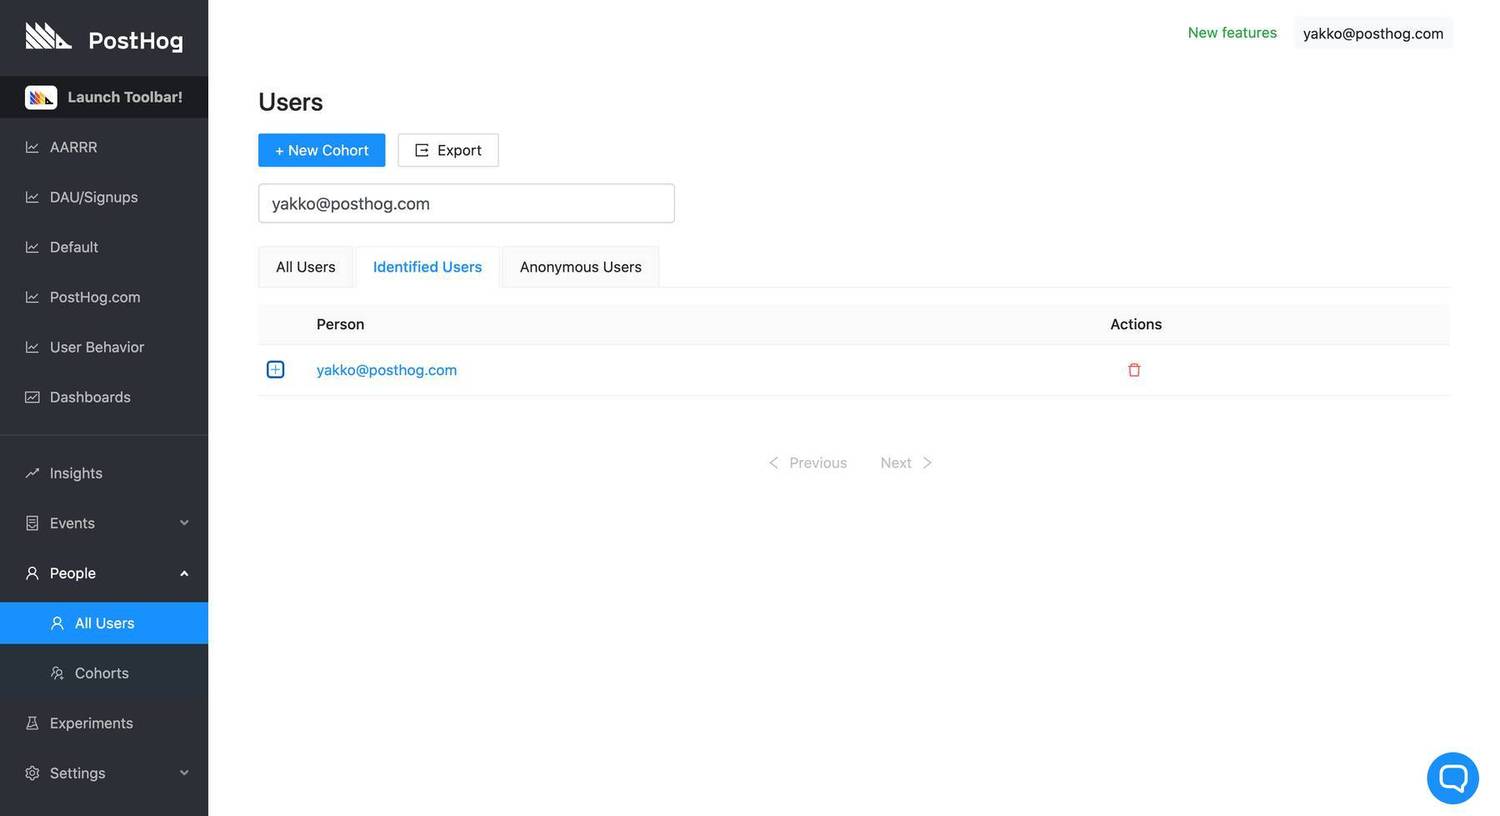 PostHog
Launch Toolbar!
AARRR
DAU/Signups
Default
PostHog.com
User Behavior
Dashboards
Insights
Events
People
All Users
Cohorts
Experiments
Settings
New features
yakko@posthog.com
Users
+ New Cohort
Export
yakko@posthog.com
All Users
Identified Users
Anonymous Users
Person
Actions
yakko@posthog.com
Previous
Next